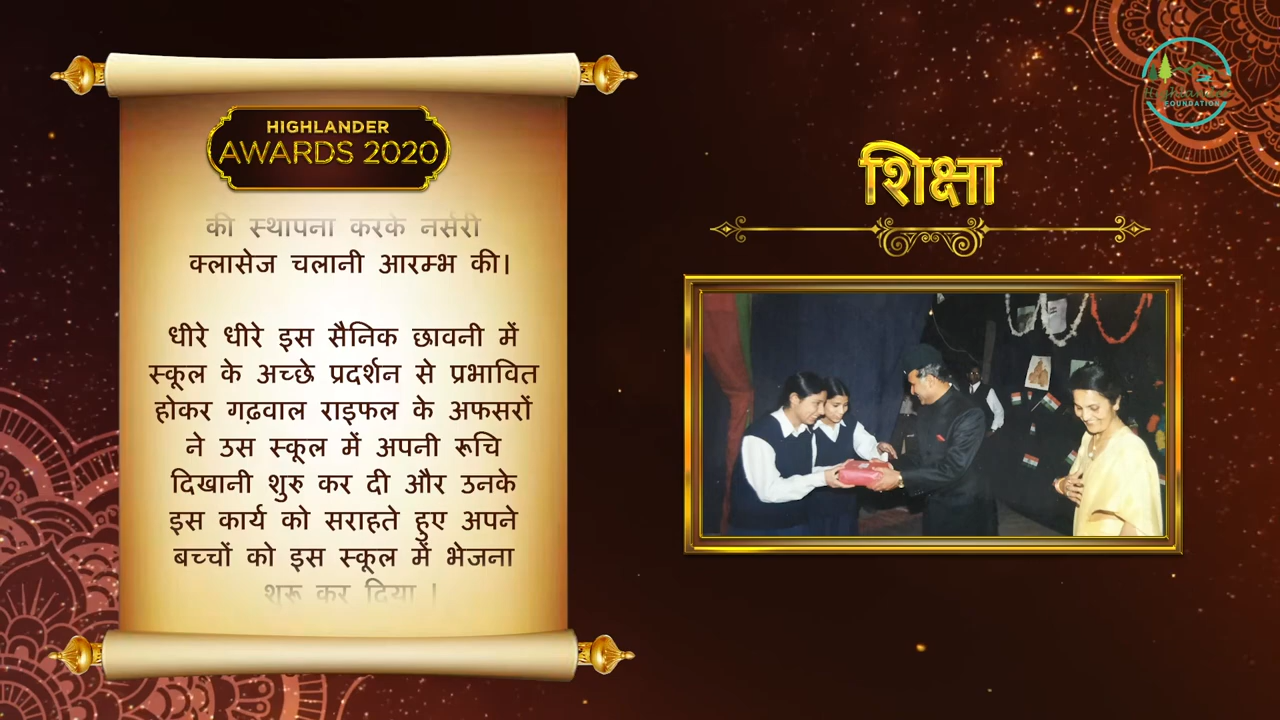 HIGHLANDER
AWARDS 2020
की स्थापना करके नर्सरी
क्लासेज चलानी आरम्भ की।
धीरे धीरे इस सैनिक छावनी में
स्कूल के अच्छे प्रदर्शन से प्रभावित
होकर गढ़वाल राइफल के अफसरों
ने उस स्कूल में अपनी रूचि
दिखानी शुरु कर दी और उनके
इस कार्य को सराहते हुए अपने
बच्चों को इस स्कूल में भेजना
शुरू कर दिया ।
Highlander
FOUNDATION
शिक्षा